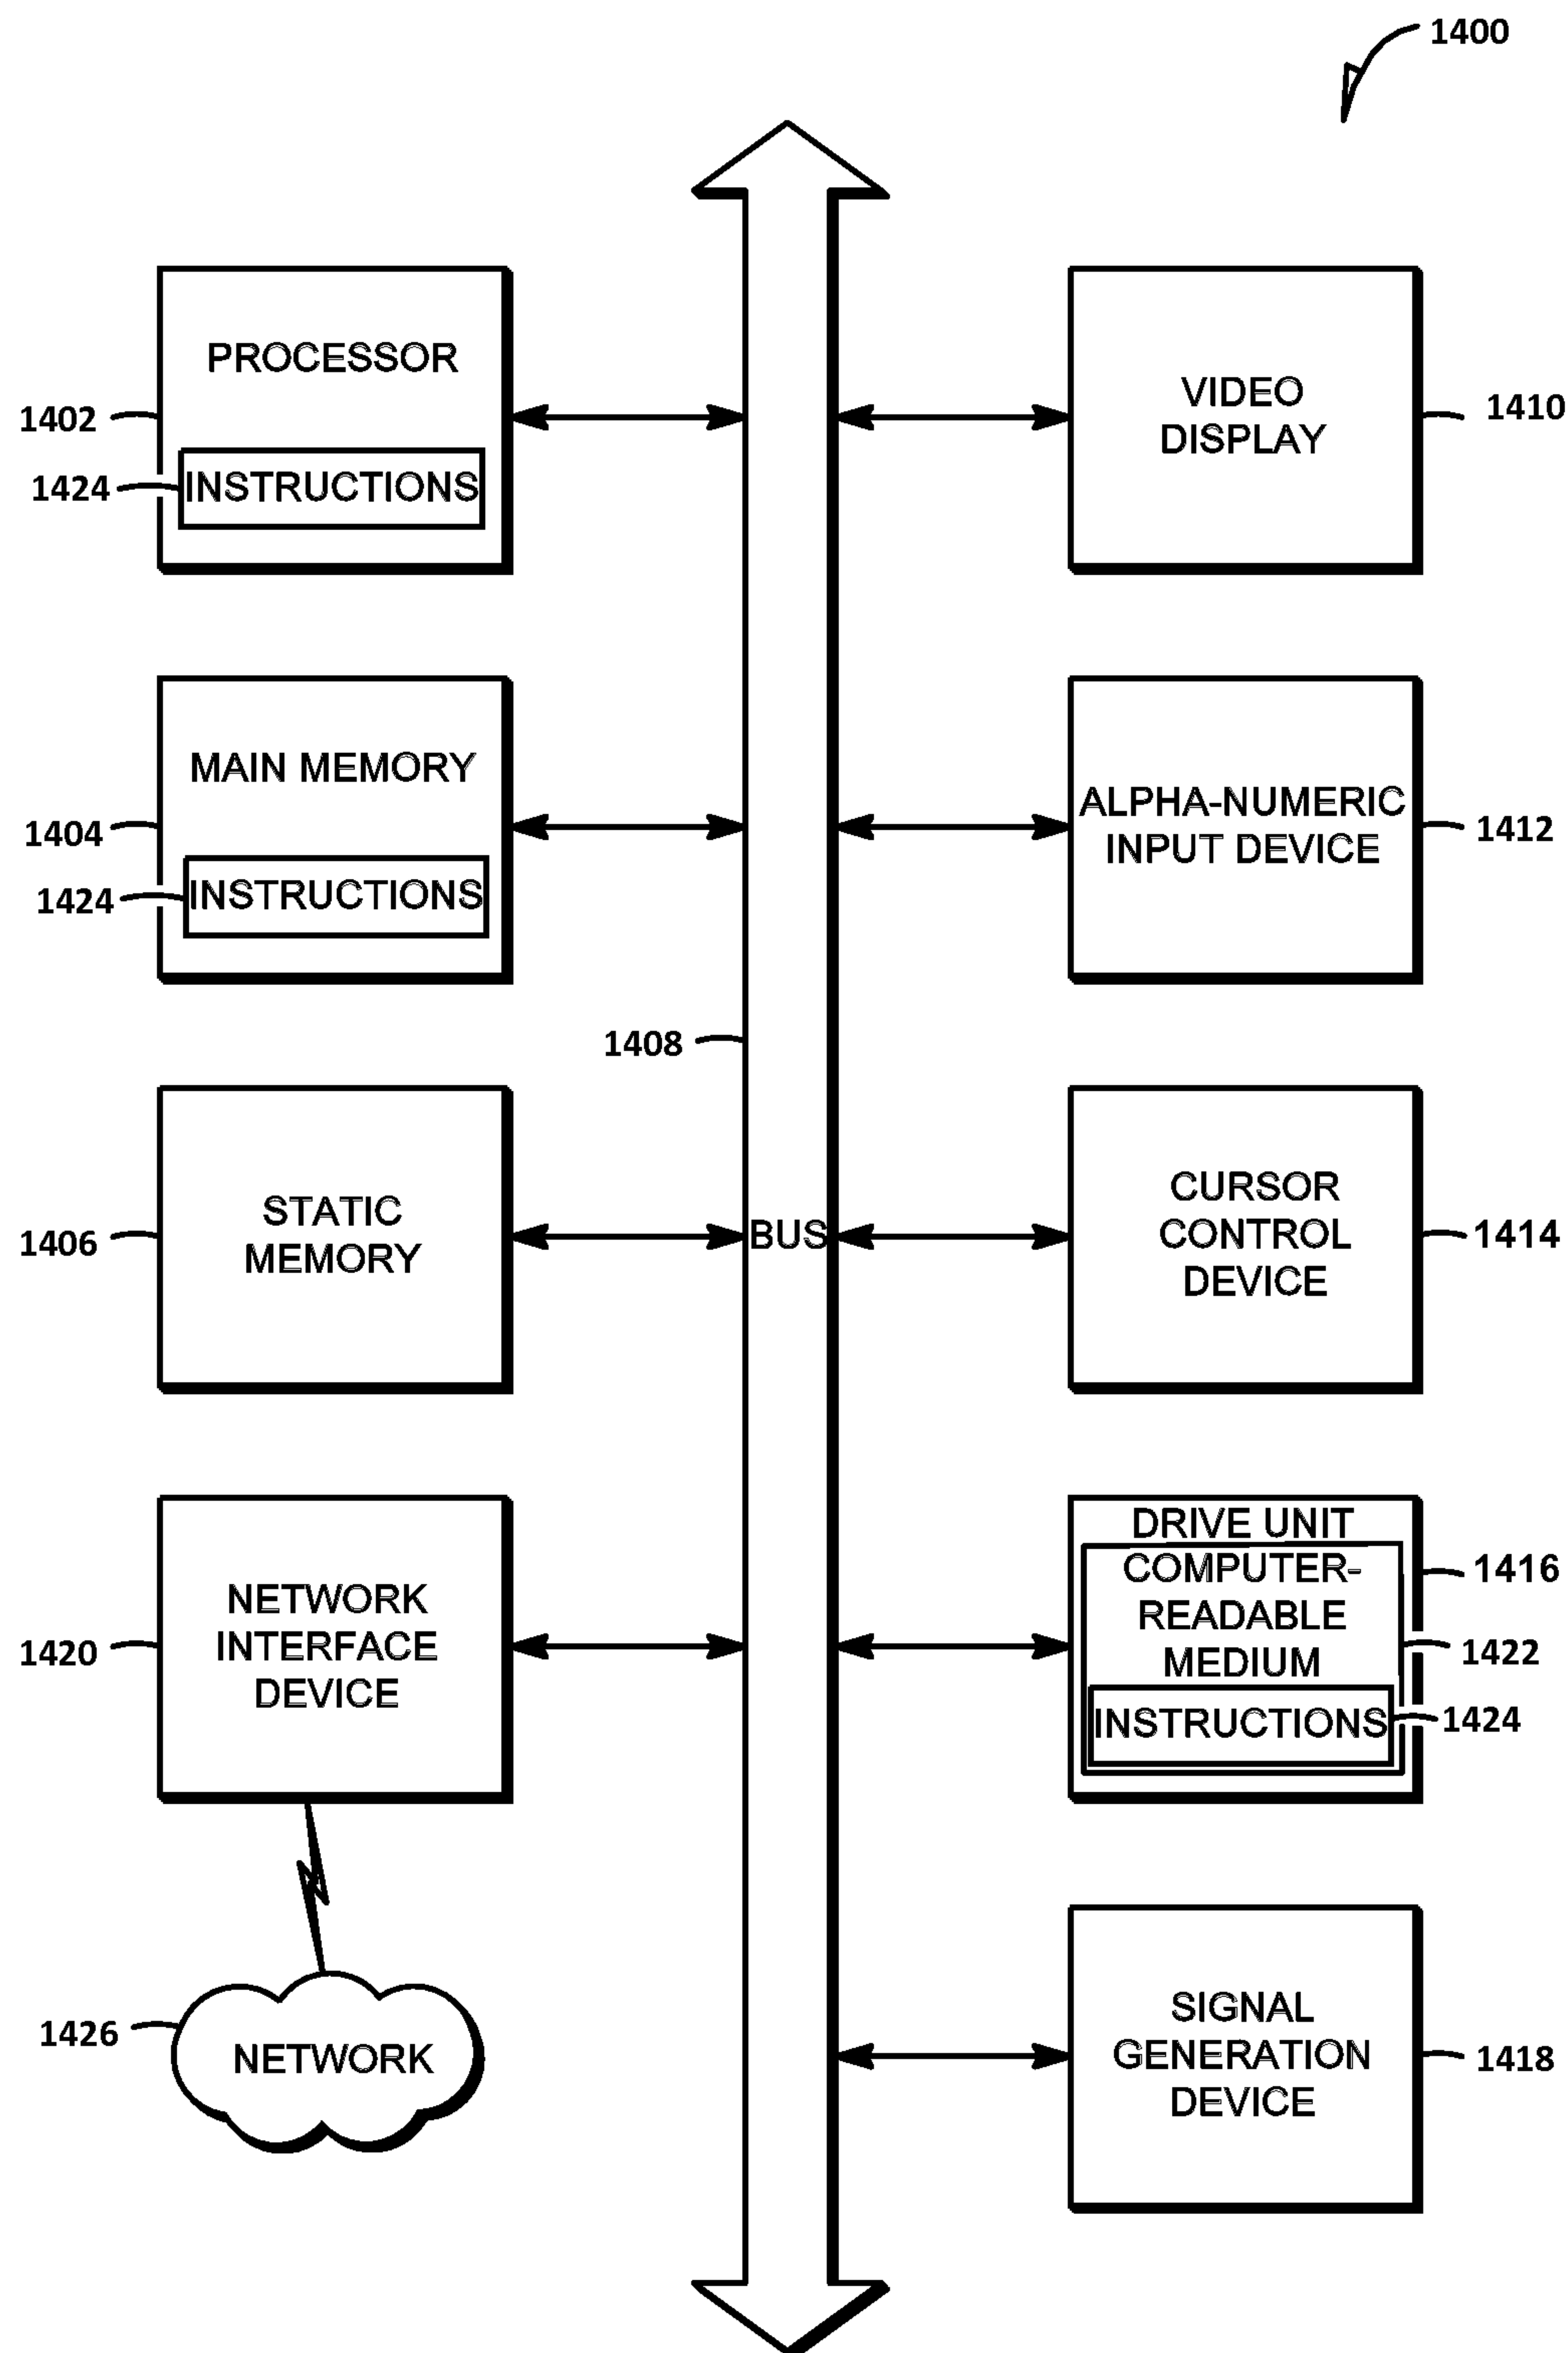 1400
PROCESSOR
1402
INSTRUCTIONS
1424
VIDEO
DISPLAY
1410
MAIN MEMORY
1404
INSTRUCTIONS
1424
ALPHA-NUMERIC
INPUT DEVICE
1412
1408
STATIC
MEMORY
1406
BUS
CURSOR
CONTROL
DEVICE
1414
NETWORK
INTERFACE
DEVICE
1420
DRIVE UNIT
1416
COMPUTER-
READABLE
MEDIUM
1422
INSTRUCTIONS
1424
1426
NETWORK
SIGNAL
GENERATION
DEVICE
1418